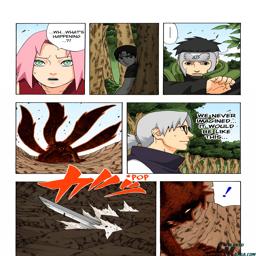 ...WH...WHAT'S
HAPPENING
...?!
WE NEVER
IMAGINED...
IT WOULD
BE LIKE
THIS...
*POP
!